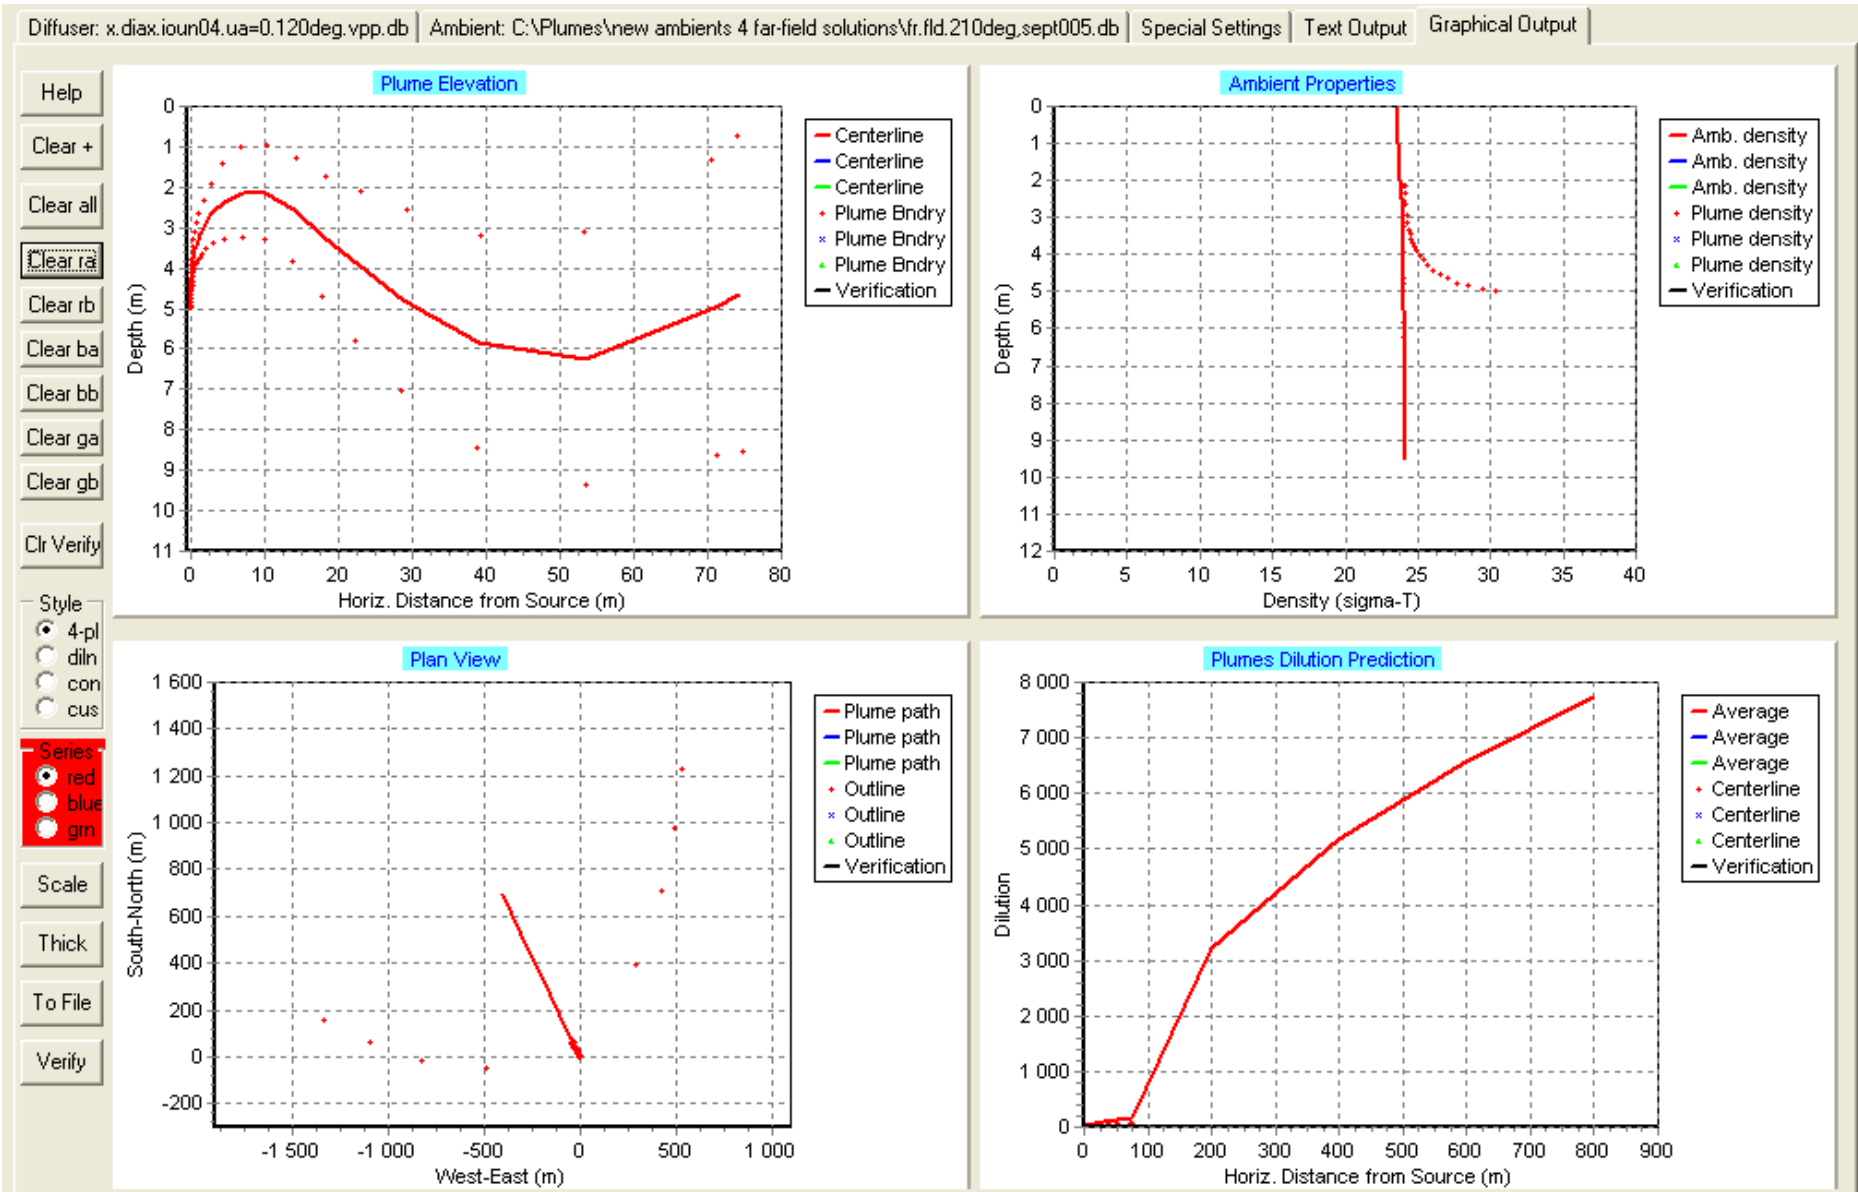 Diffuser: x.diax.ioun04.ua=0.120deg.vpp.db
Ambient: C:\Plumes\new ambients 4 far-field solutions\fr.fld.210deg,sept005.db
Special Settings
Text Output
Graphical Output
Help
Clear +
Clear all
Clear ra
Clear rb
Clear ba
Clear bb
Clear ga
Clear gb
Clr Verify
Style
4-pl
diln
con
cus
Series
red
blue
grn
Scale
Thick
To File
Verify
Plume Elevation
0
1
2
3
4
5
6
7
8
9
10
11
Depth (m)
0 10 20 30 40 50 60 70 80
Horiz. Distance from Source (m)
Centerline
Centerline
Centerline
Plume Bndry
Plume Bndry
Plume Bndry
Verification
Ambient Properties
0
1
2
3
4
5
6
7
8
9
10
11
12
Depth (m)
0 5 10 15 20 25 30 35 40
Density (sigma-T)
Amb. density
Amb. density
Amb. density
Plume density
Plume density
Plume density
Verification
Plan View
1 600
1 400
1 200
1 000
800
600
400
200
0
-200
South-North (m)
-1 500 -1 000 -500 0 500 1 000
West-East (m)
Plume path
Plume path
Plume path
Outline
Outline
Outline
Verification
Plumes Dilution Prediction
8 000
7 000
6 000
5 000
4 000
3 000
2 000
1 000
0
Dilution
0 100 200 300 400 500 600 700 800 900
Horiz. Distance from Source (m)
Average
Average
Average
Centerline
Centerline
Centerline
Verification